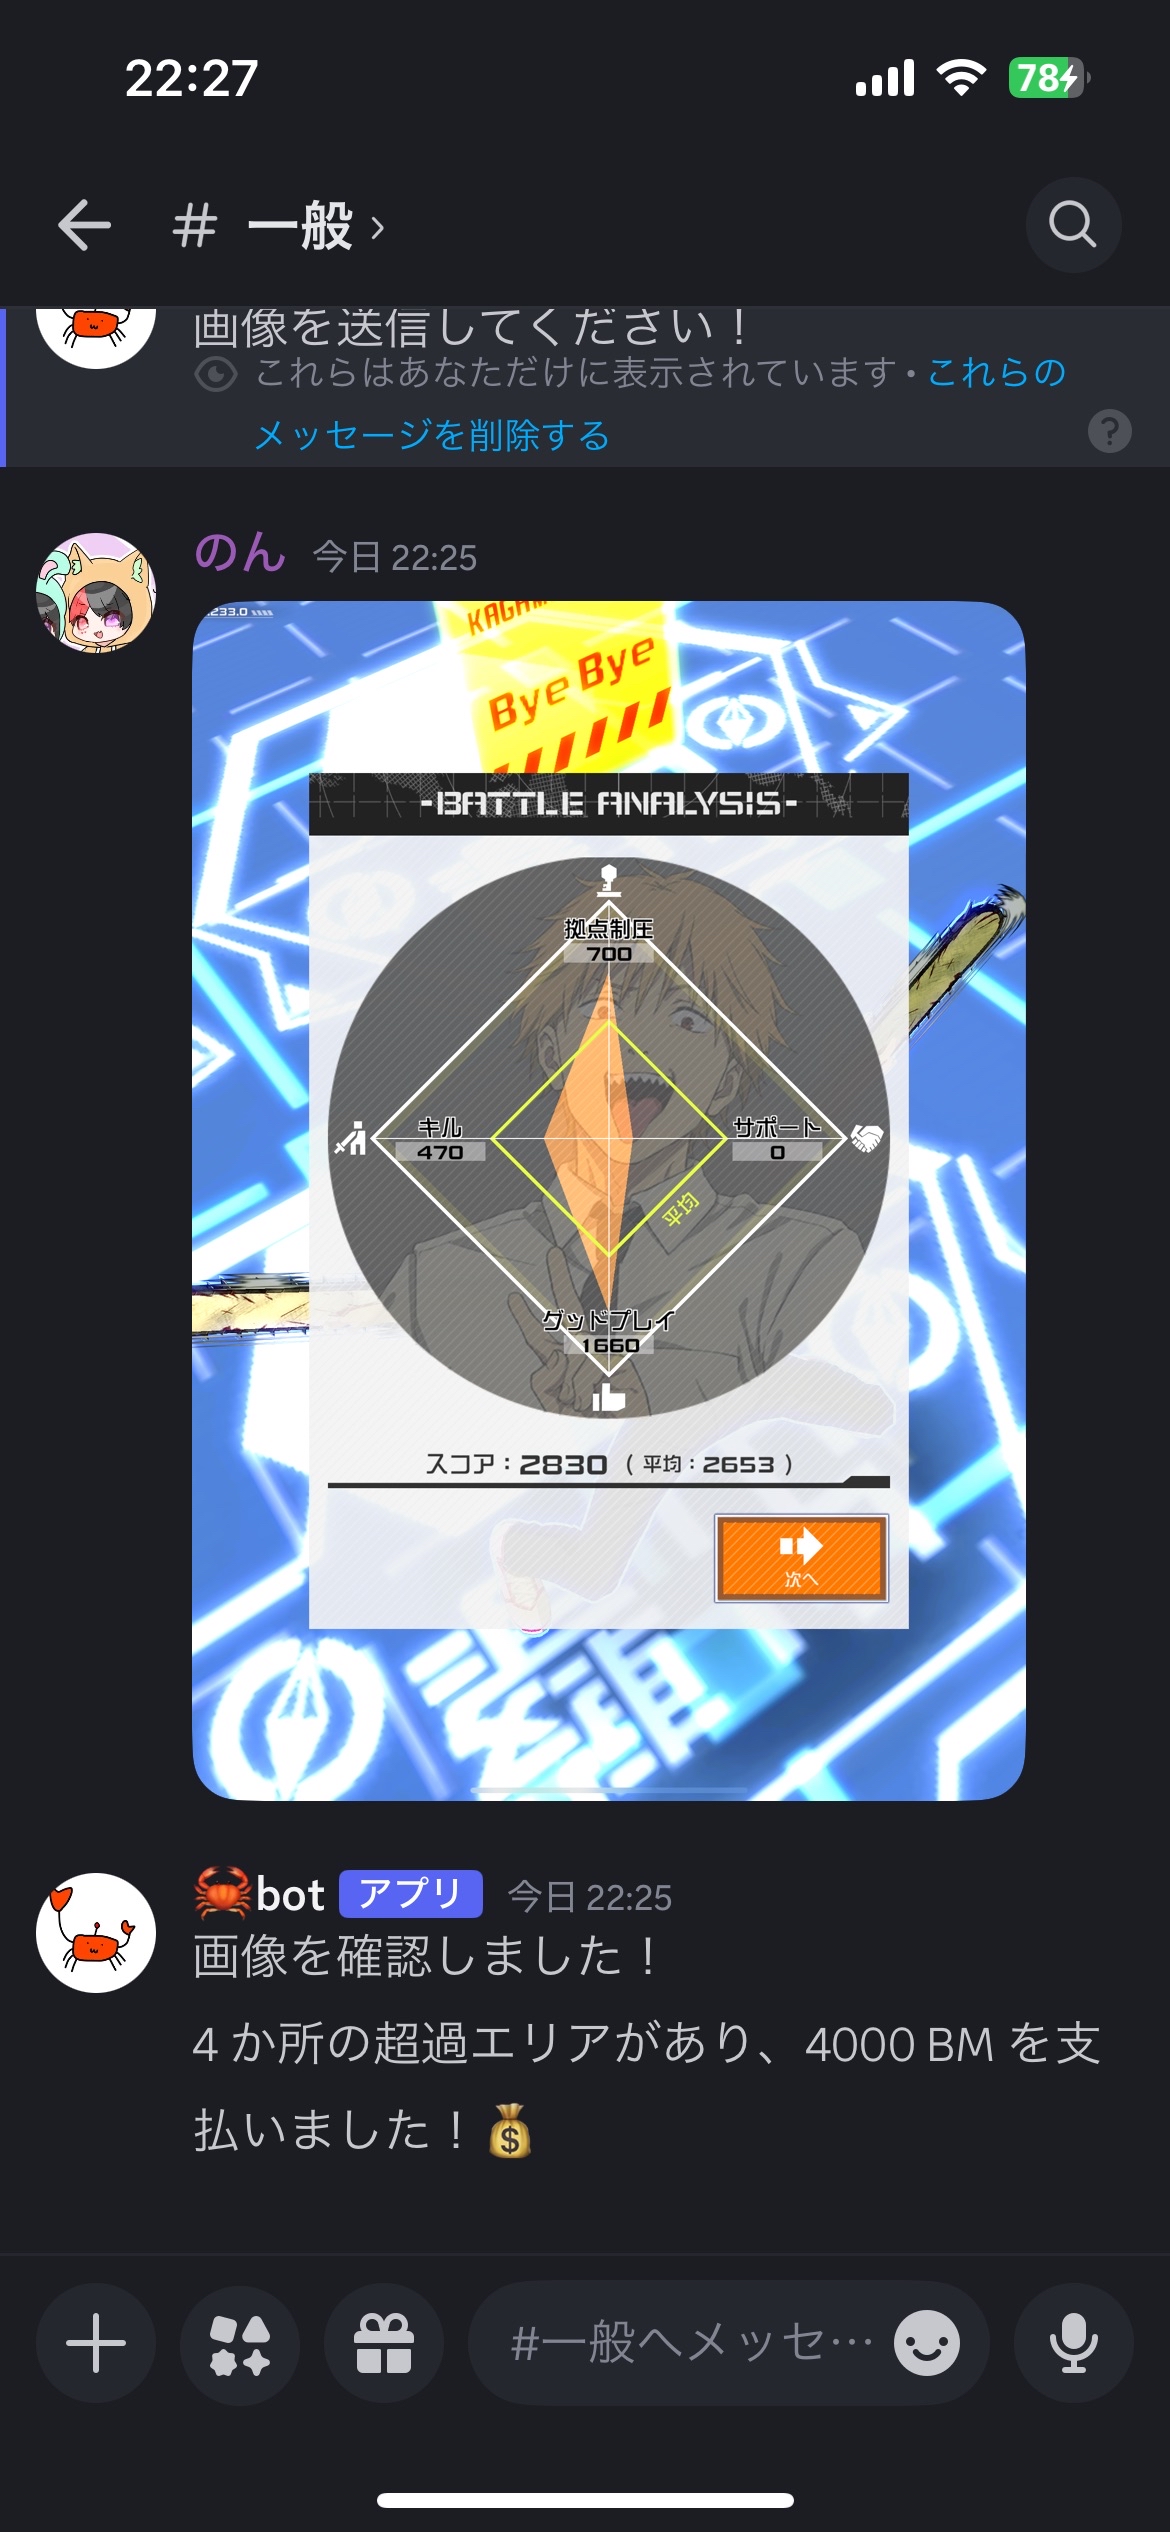 22:27
78
# 一般 ›
画像を送信してください！
これらはあなただけに表示されています • これらの
メッセージを削除する
?
のん 今日 22:25
233.0
Bye Bye
-BATTLE ANALYSIS-
拠点制圧
700
キル
470
サポート
0
平均
グッドプレイ
1660
スコア：2830 （ 平均：2653 ）
次へ
🦀bot アプリ 今日 22:25
画像を確認しました！
4 か所の超過エリアがあり、4000 BM を支
払いました！💰
#一般へメッセ…